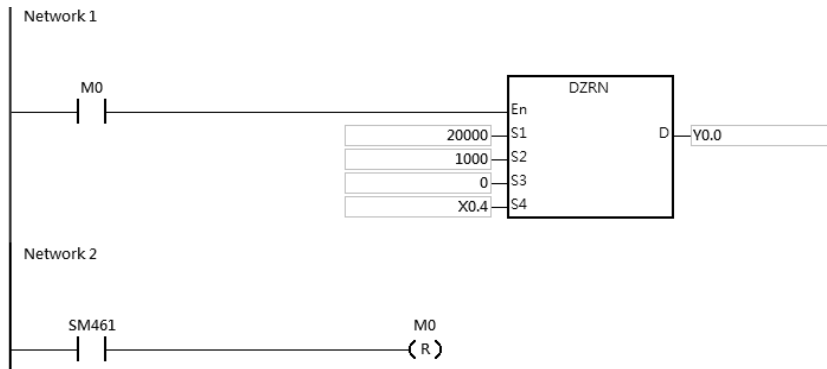 Network 1
M0
DZRN
En
20000 S1 D Y0.0
1000 S2
0 S3
X0.4 S4
Network 2
SM461 M0
R